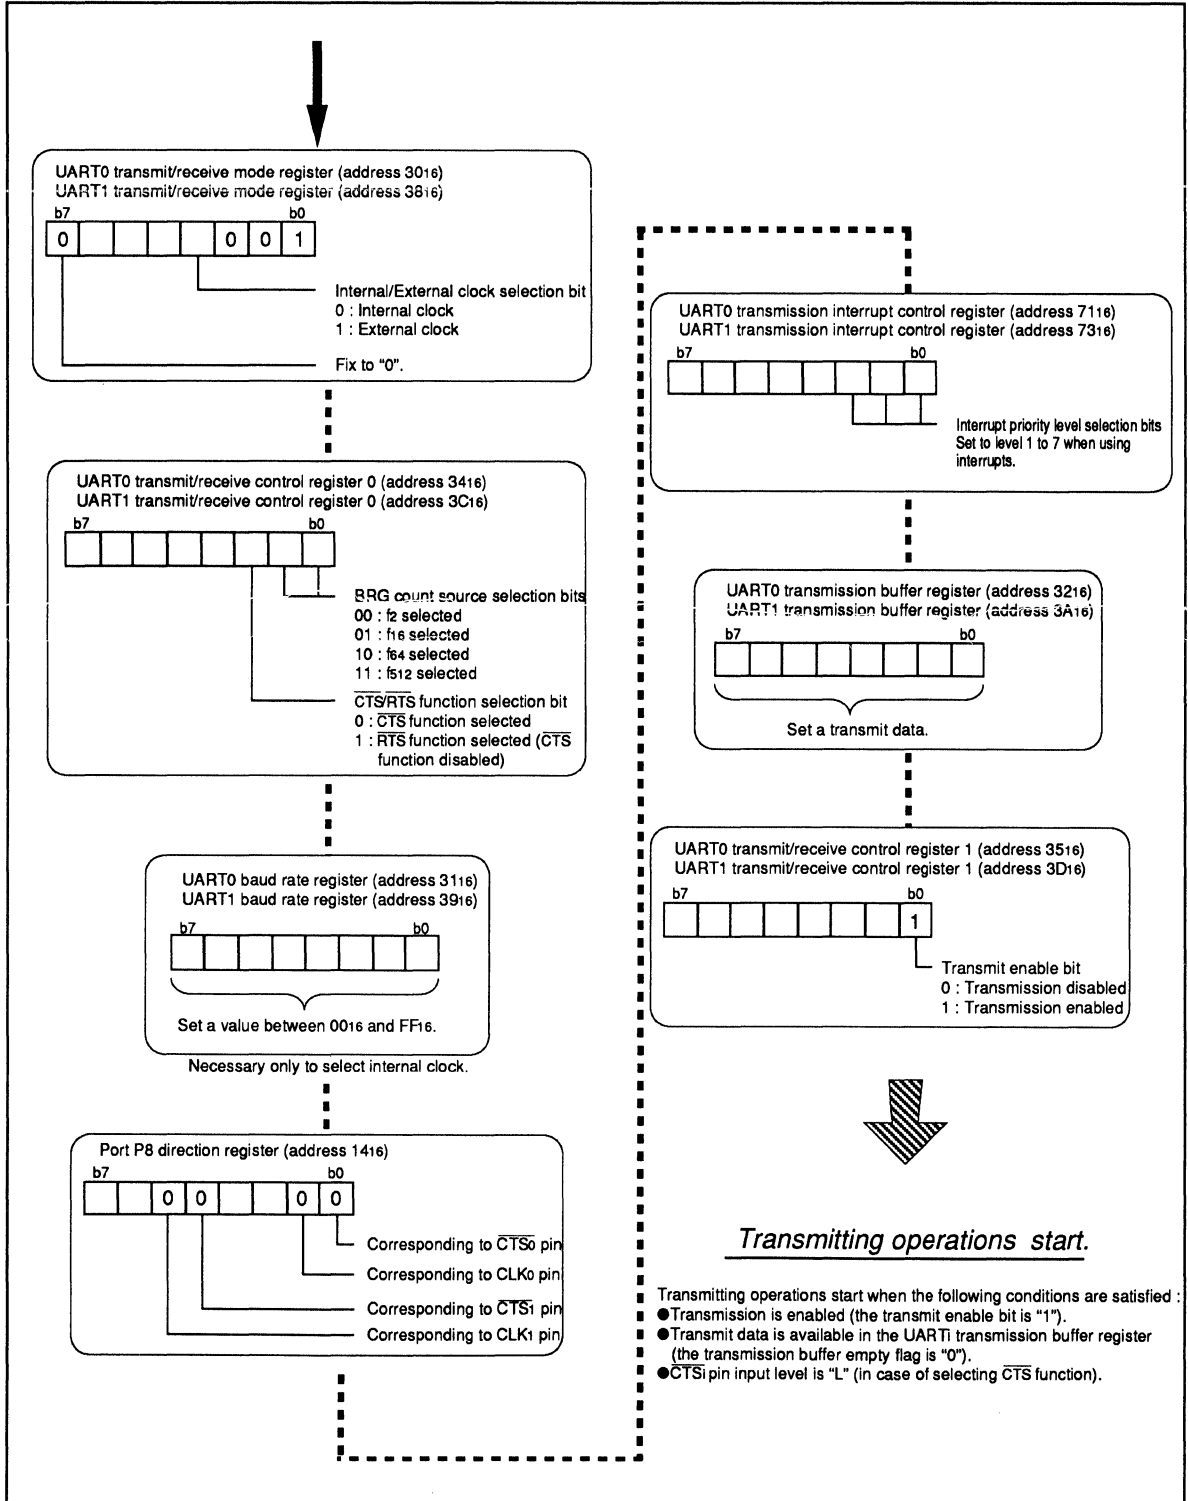 UART0 transmit/receive mode register (address 3016)
UART1 transmit/receive mode register (address 3816)
b7 b0
0 0 0 1
Internal/External clock selection bit
0 : Internal clock
1 : External clock
Fix to “0”.
UART0 transmit/receive control register 0 (address 3416)
UART1 transmit/receive control register 0 (address 3C16)
b7 b0
BRG count source selection bits
00 : f2 selected
01 : f16 selected
10 : f64 selected
11 : f512 selected
CTS/RTS function selection bit
0 : CTS function selected
1 : RTS function selected (CTS
function disabled)
UART0 baud rate register (address 3116)
UART1 baud rate register (address 3916)
b7 b0
Set a value between 0016 and FF16.
Necessary only to select internal clock.
Port P8 direction register (address 1416)
b7 b0
0 0 0 0
Corresponding to CTS0 pin
Corresponding to CLK0 pin
Corresponding to CTS1 pin
Corresponding to CLK1 pin
UART0 transmission interrupt control register (address 7116)
UART1 transmission interrupt control register (address 7316)
b7 b0
Interrupt priority level selection bits
Set to level 1 to 7 when using
interrupts.
UART0 transmission buffer register (address 3216)
UART1 transmission buffer register (address 3A16)
b7 b0
Set a transmit data.
UART0 transmit/receive control register 1 (address 3516)
UART1 transmit/receive control register 1 (address 3D16)
b7 b0
1
Transmit enable bit
0 : Transmission disabled
1 : Transmission enabled
Transmitting operations start.
Transmitting operations start when the following conditions are satisfied :
●Transmission is enabled (the transmit enable bit is “1”).
●Transmit data is available in the UARTi transmission buffer register
(the transmission buffer empty flag is “0”).
●CTSi pin input level is “L” (in case of selecting CTS function).